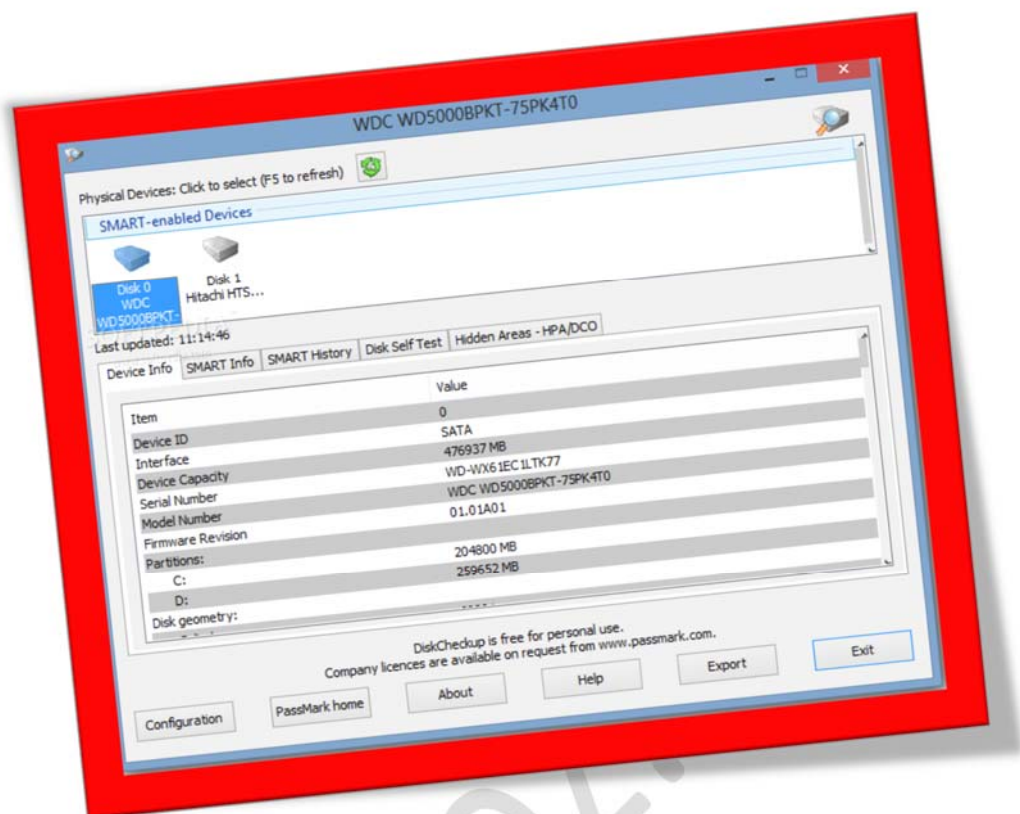 WDC WD5000BPKT-75PK4T0
Physical Devices: Click to select (F5 to refresh)
SMART-enabled Devices
Disk 0
WDC
WD5000BPKT-
Disk 1
Hitachi HTS...
Last updated: 11:14:46
Device Info SMART Info SMART History Disk Self Test Hidden Areas - HPA/DCO
Item Value
Device ID 0
Interface SATA
Device Capacity 476937 MB
Serial Number WD-WX61EC1LTK77
Model Number WDC WD5000BPKT-75PK4T0
Firmware Revision 01.01A01
Partitions:
C: 204800 MB
D: 259652 MB
Disk geometry:
DiskCheckup is free for personal use.
Company licences are available on request from www.passmark.com.
Configuration PassMark home About Help Export Exit